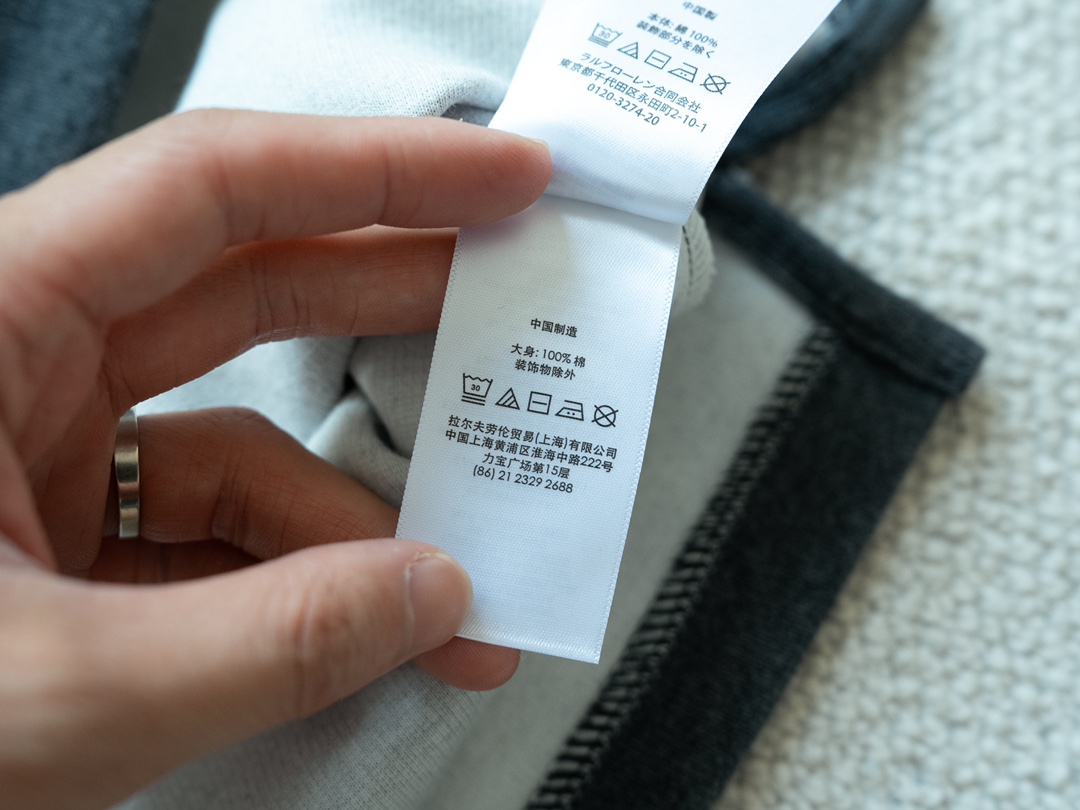 中国製
本体: 綿 100%
装飾部分を除く
30
ラルフローレン合同会社
東京都千代田区永田町2-10-1
0120-3274-20
中国制造
大身: 100% 棉
装饰物除外
30
拉尔夫劳伦贸易(上海)有限公司
中国上海黄浦区淮海中路222号
力宝广场第15层
(86) 21 2329 2688